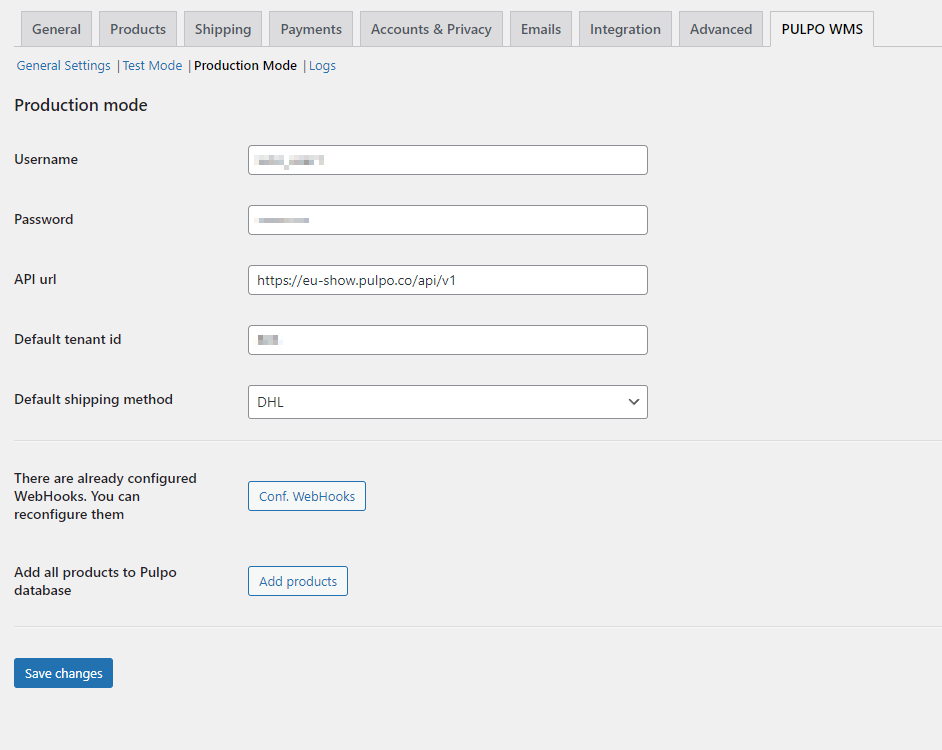 General Products Shipping Payments Accounts & Privacy Emails Integration Advanced PULPO WMS
General Settings | Test Mode | Production Mode | Logs
Production mode
Username
Password
API url https://eu-show.pulpo.co/api/v1
Default tenant id
Default shipping method DHL
There are already configured
WebHooks. You can
reconfigure them
Conf. WebHooks
Add all products to Pulpo
database
Add products
Save changes